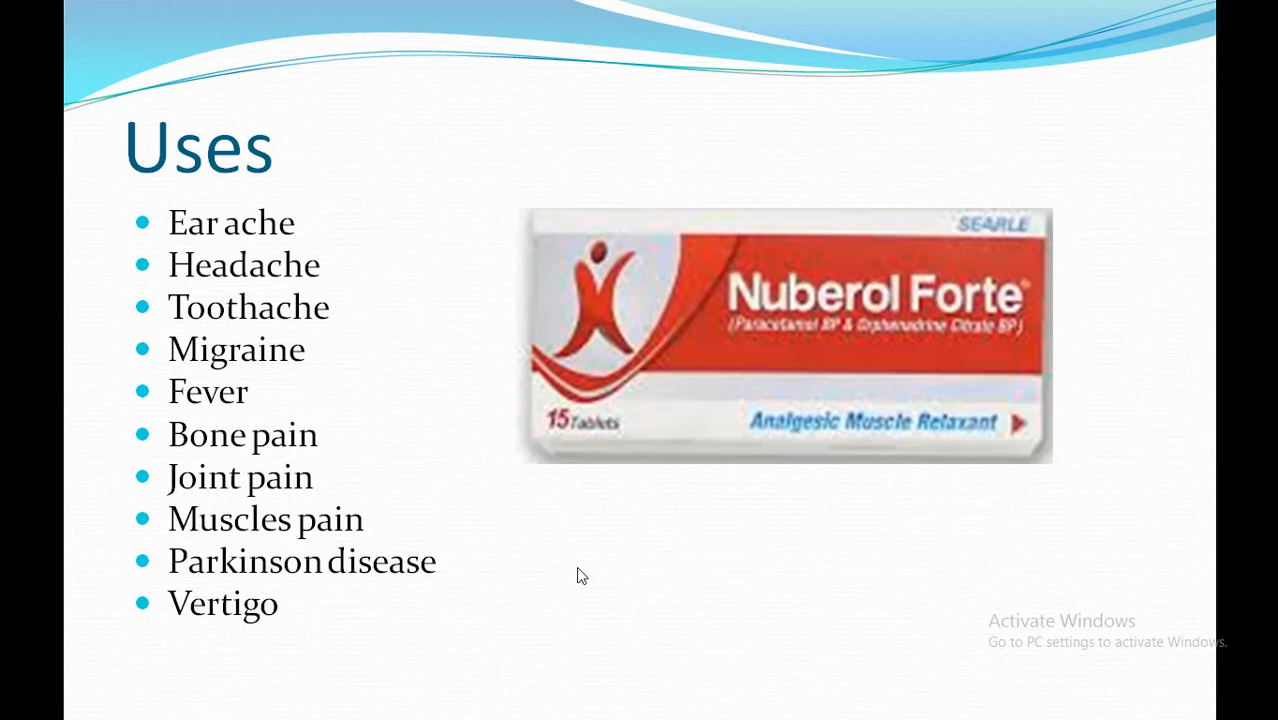 Uses
Ear ache
Headache
Toothache
Migraine
Fever
Bone pain
Joint pain
Muscles pain
Parkinson disease
Vertigo
SEARLE
Nuberol Forte®
(Paracetamol BP & Orphenadrine Citrate BP)
15 Tablets
Analgesic Muscle Relaxant
Activate Windows
Go to PC settings to activate Windows.